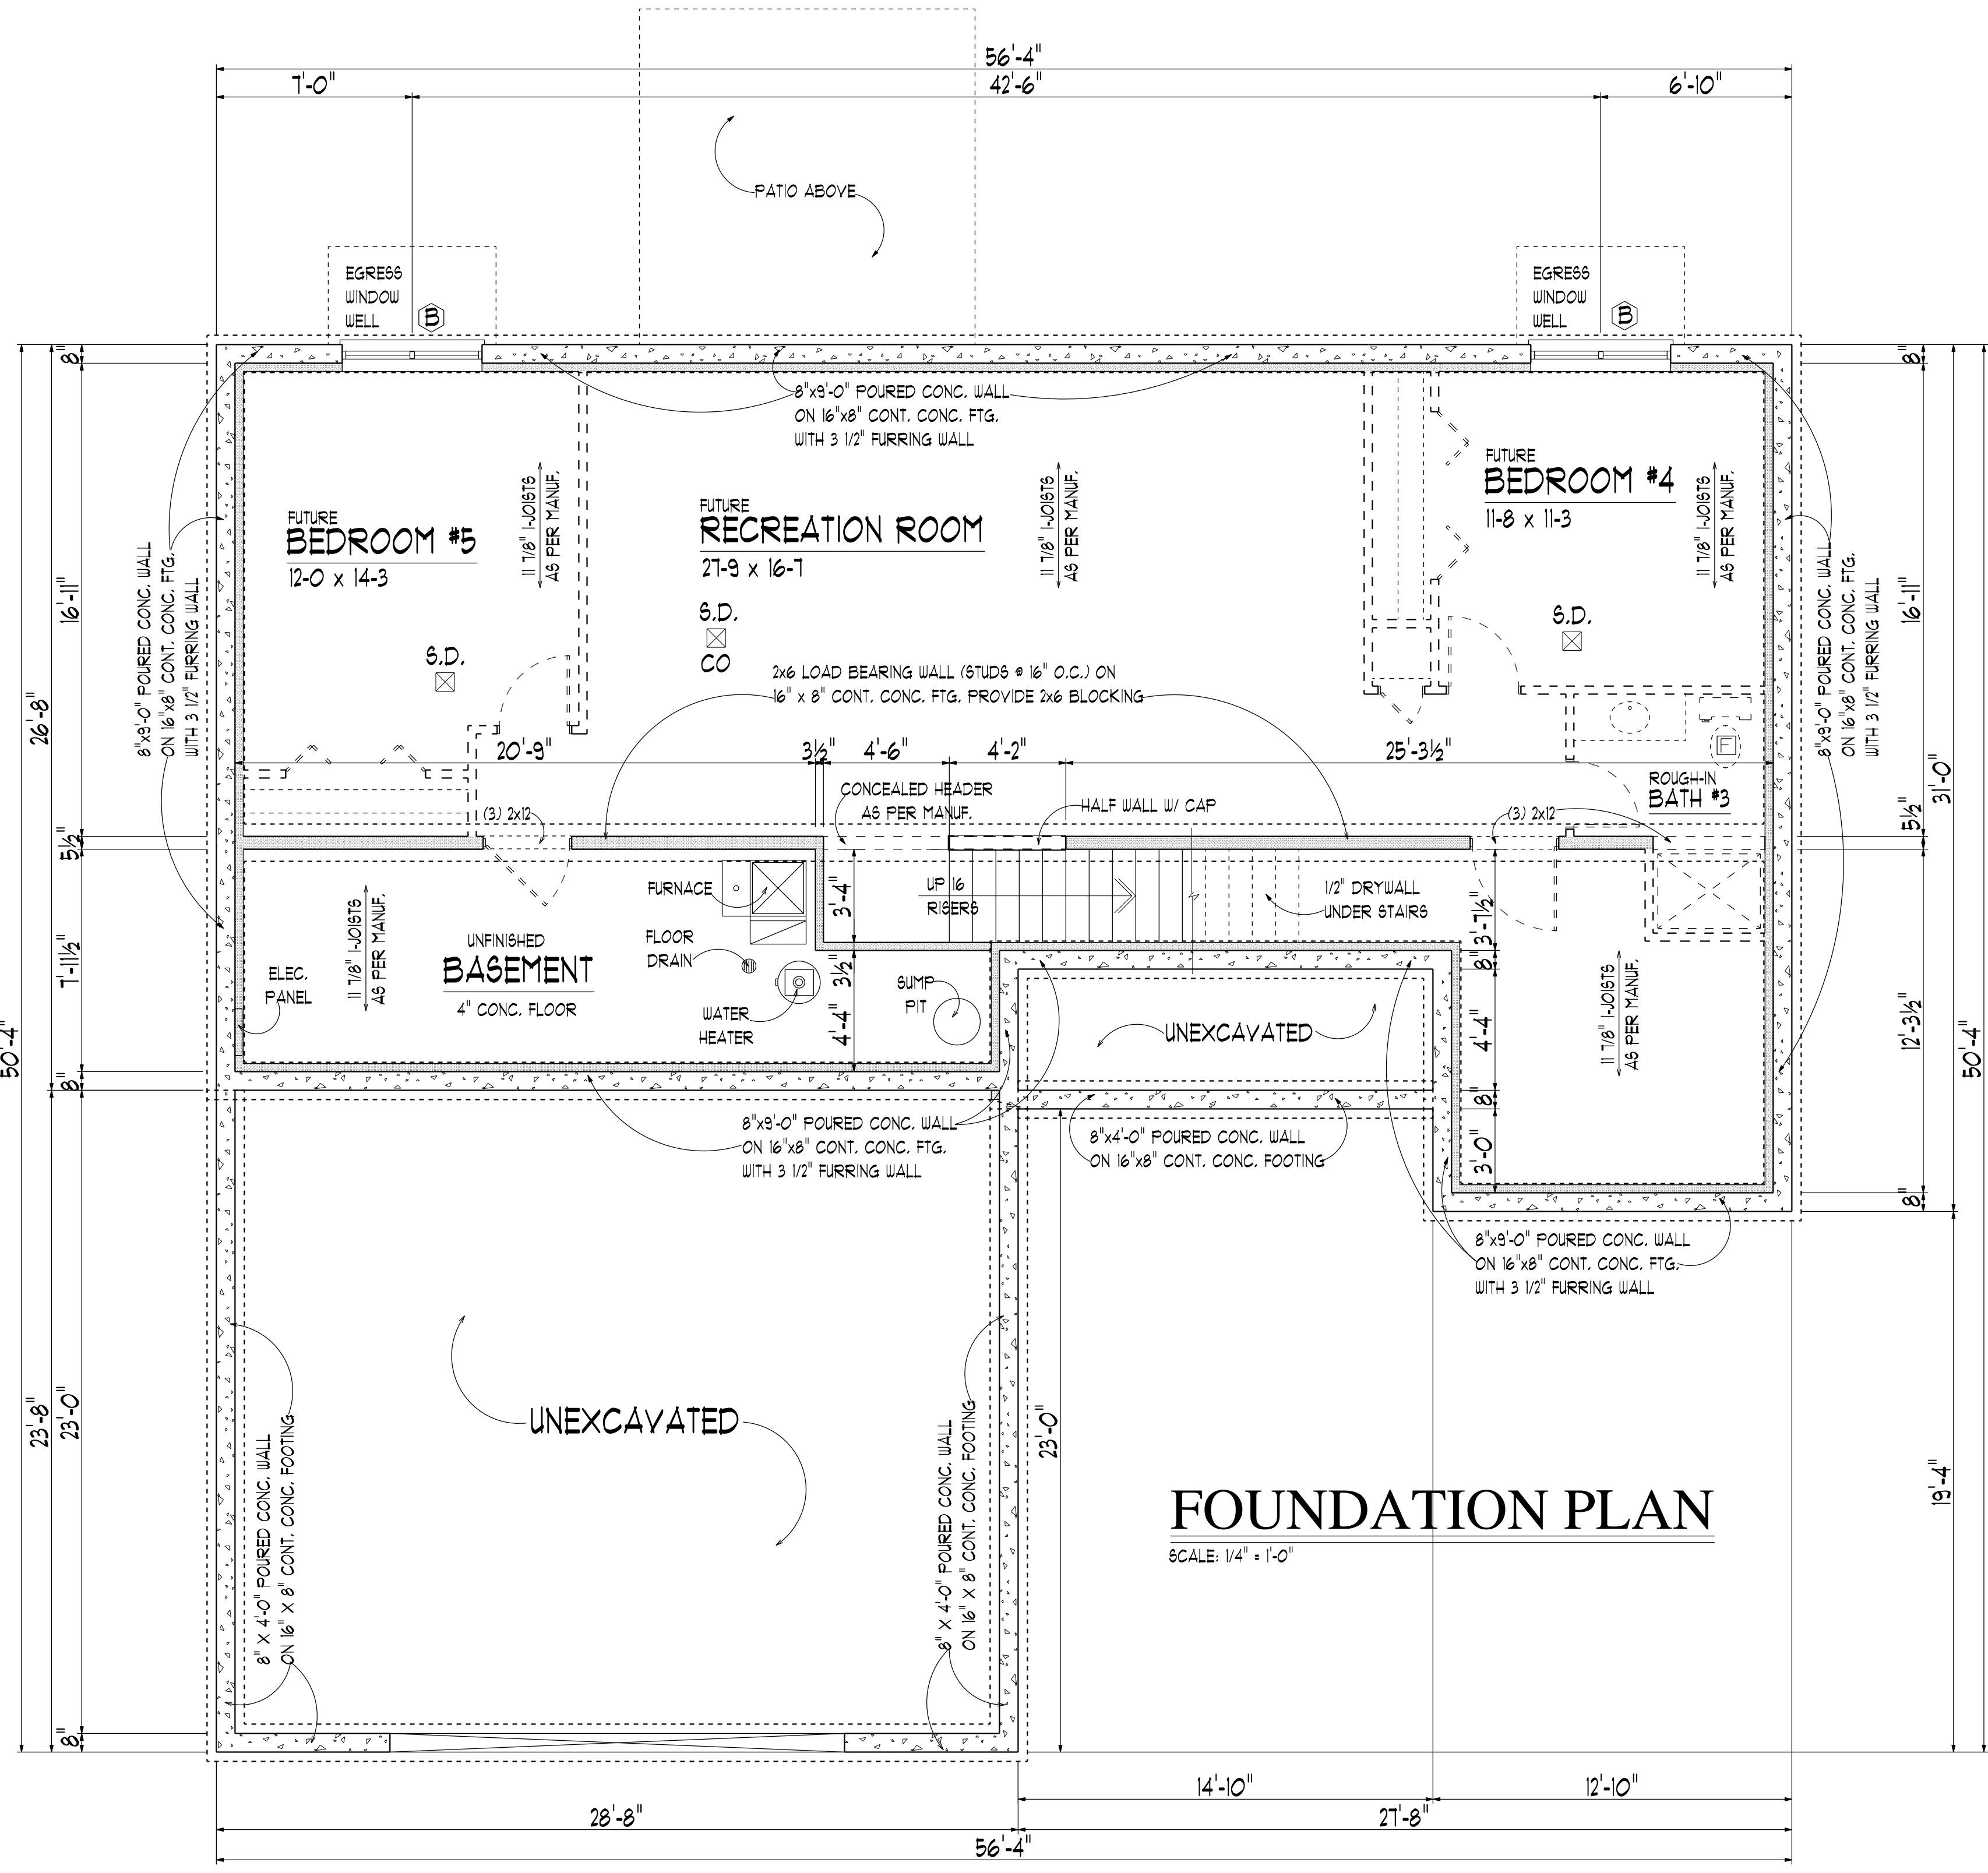 56'-4"
7'-0"
42'-6"
6'-10"
PATIO ABOVE
EGRESS
WINDOW
WELL
B
EGRESS
WINDOW
WELL
B
8"
8"
8"x9'-0" POURED CONC. WALL
ON 16"x8" CONT. CONC. FTG.
WITH 3 1/2" FURRING WALL
FUTURE
BEDROOM #5
12-0 x 14-3
11 7/8" I-JOISTS
AS PER MANUF.
FUTURE
RECREATION ROOM
27-9 x 16-7
11 7/8" I-JOISTS
AS PER MANUF.
FUTURE
BEDROOM #4
11-8 x 11-3
11 7/8" I-JOISTS
AS PER MANUF.
8"x9'-0" POURED CONC. WALL
ON 16"x8" CONT. CONC. FTG.
WITH 3 1/2" FURRING WALL
8"x9'-0" POURED CONC. WALL
ON 16"x8" CONT. CONC. FTG.
WITH 3 1/2" FURRING WALL
16'-11"
16'-11"
26'-8"
31'-0"
S.D.
S.D.
CO
S.D.
2x6 LOAD BEARING WALL (STUDS @ 16" O.C.) ON
16" x 8" CONT. CONC. FTG. PROVIDE 2x6 BLOCKING
F
20'-9"
3½"
4'-6"
4'-2"
25'-3½"
CONCEALED HEADER
AS PER MANUF.
HALF WALL W/ CAP
ROUGH-IN
BATH #3
(3) 2x12
(3) 2x12
5½"
5½"
FURNACE
3'-4"
UP 16
RISERS
1/2" DRYWALL
UNDER STAIRS
3'-7½"
7'-11½"
ELEC.
PANEL
11 7/8" I-JOISTS
AS PER MANUF.
UNFINISHED
BASEMENT
4" CONC. FLOOR
FLOOR
DRAIN
WATER
HEATER
3½"
4'-4"
SUMP
PIT
8"
UNEXCAVATED
4'-4"
8"
3'-0"
11 7/8" I-JOISTS
AS PER MANUF.
12'-3½"
50'-4"
50'-4"
8"
8"
8"x9'-0" POURED CONC. WALL
ON 16"x8" CONT. CONC. FTG.
WITH 3 1/2" FURRING WALL
8"x4'-0" POURED CONC. WALL
ON 16"x8" CONT. CONC. FOOTING
8"x9'-0" POURED CONC. WALL
ON 16"x8" CONT. CONC. FTG.
WITH 3 1/2" FURRING WALL
23'-8"
23'-0"
UNEXCAVATED
8" X 4'-0" POURED CONC. WALL
ON 16" X 8" CONT. CONC. FOOTING
8" X 4'-0" POURED CONC. WALL
ON 16" X 8" CONT. CONC. FOOTING
23'-0"
19'-4"
FOUNDATION PLAN
SCALE: 1/4" = 1'-0"
8"
14'-10"
12'-10"
28'-8"
27'-8"
56'-4"